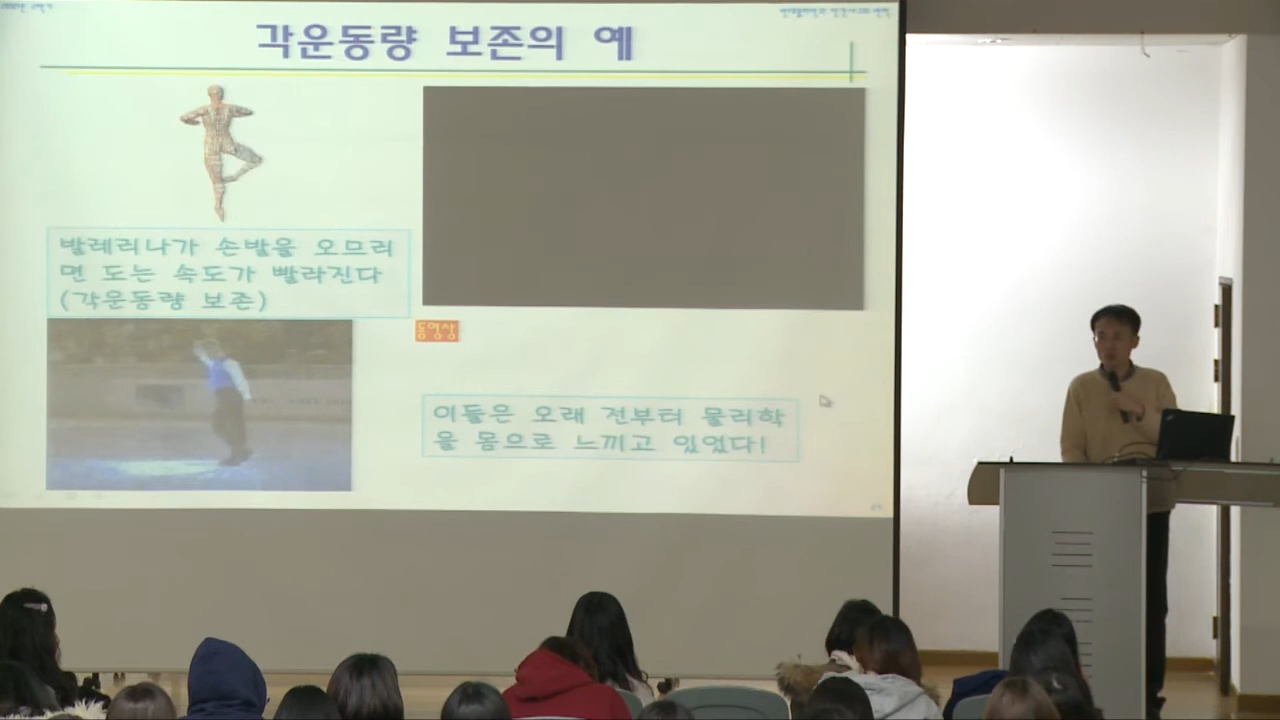 각운동량 보존의 예
발레리나가 손발을 오므리
면 도는 속도가 빨라진다
(각운동량 보존)
동영상
이들은 오래 전부터 물리학
을 몸으로 느끼고 있었다!